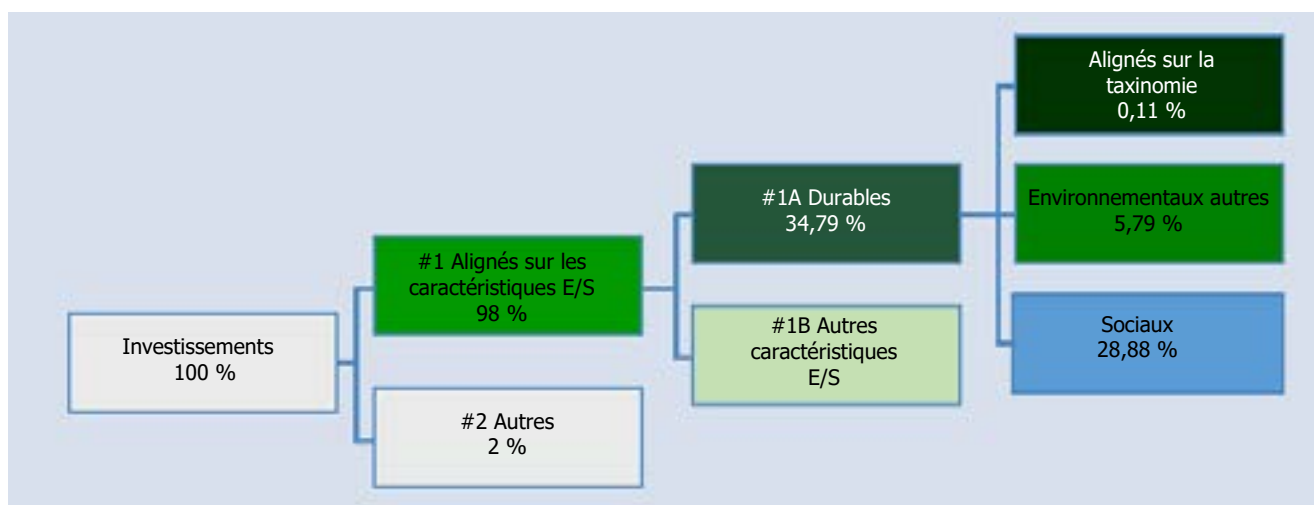 Investissements
100 %
#1 Alignés sur les
caractéristiques E/S
98 %
#2 Autres
2 %
#1A Durables
34,79 %
#1B Autres
caractéristiques
E/S
Alignés sur la
taxinomie
0,11 %
Environnementaux autres
5,79 %
Sociaux
28,88 %